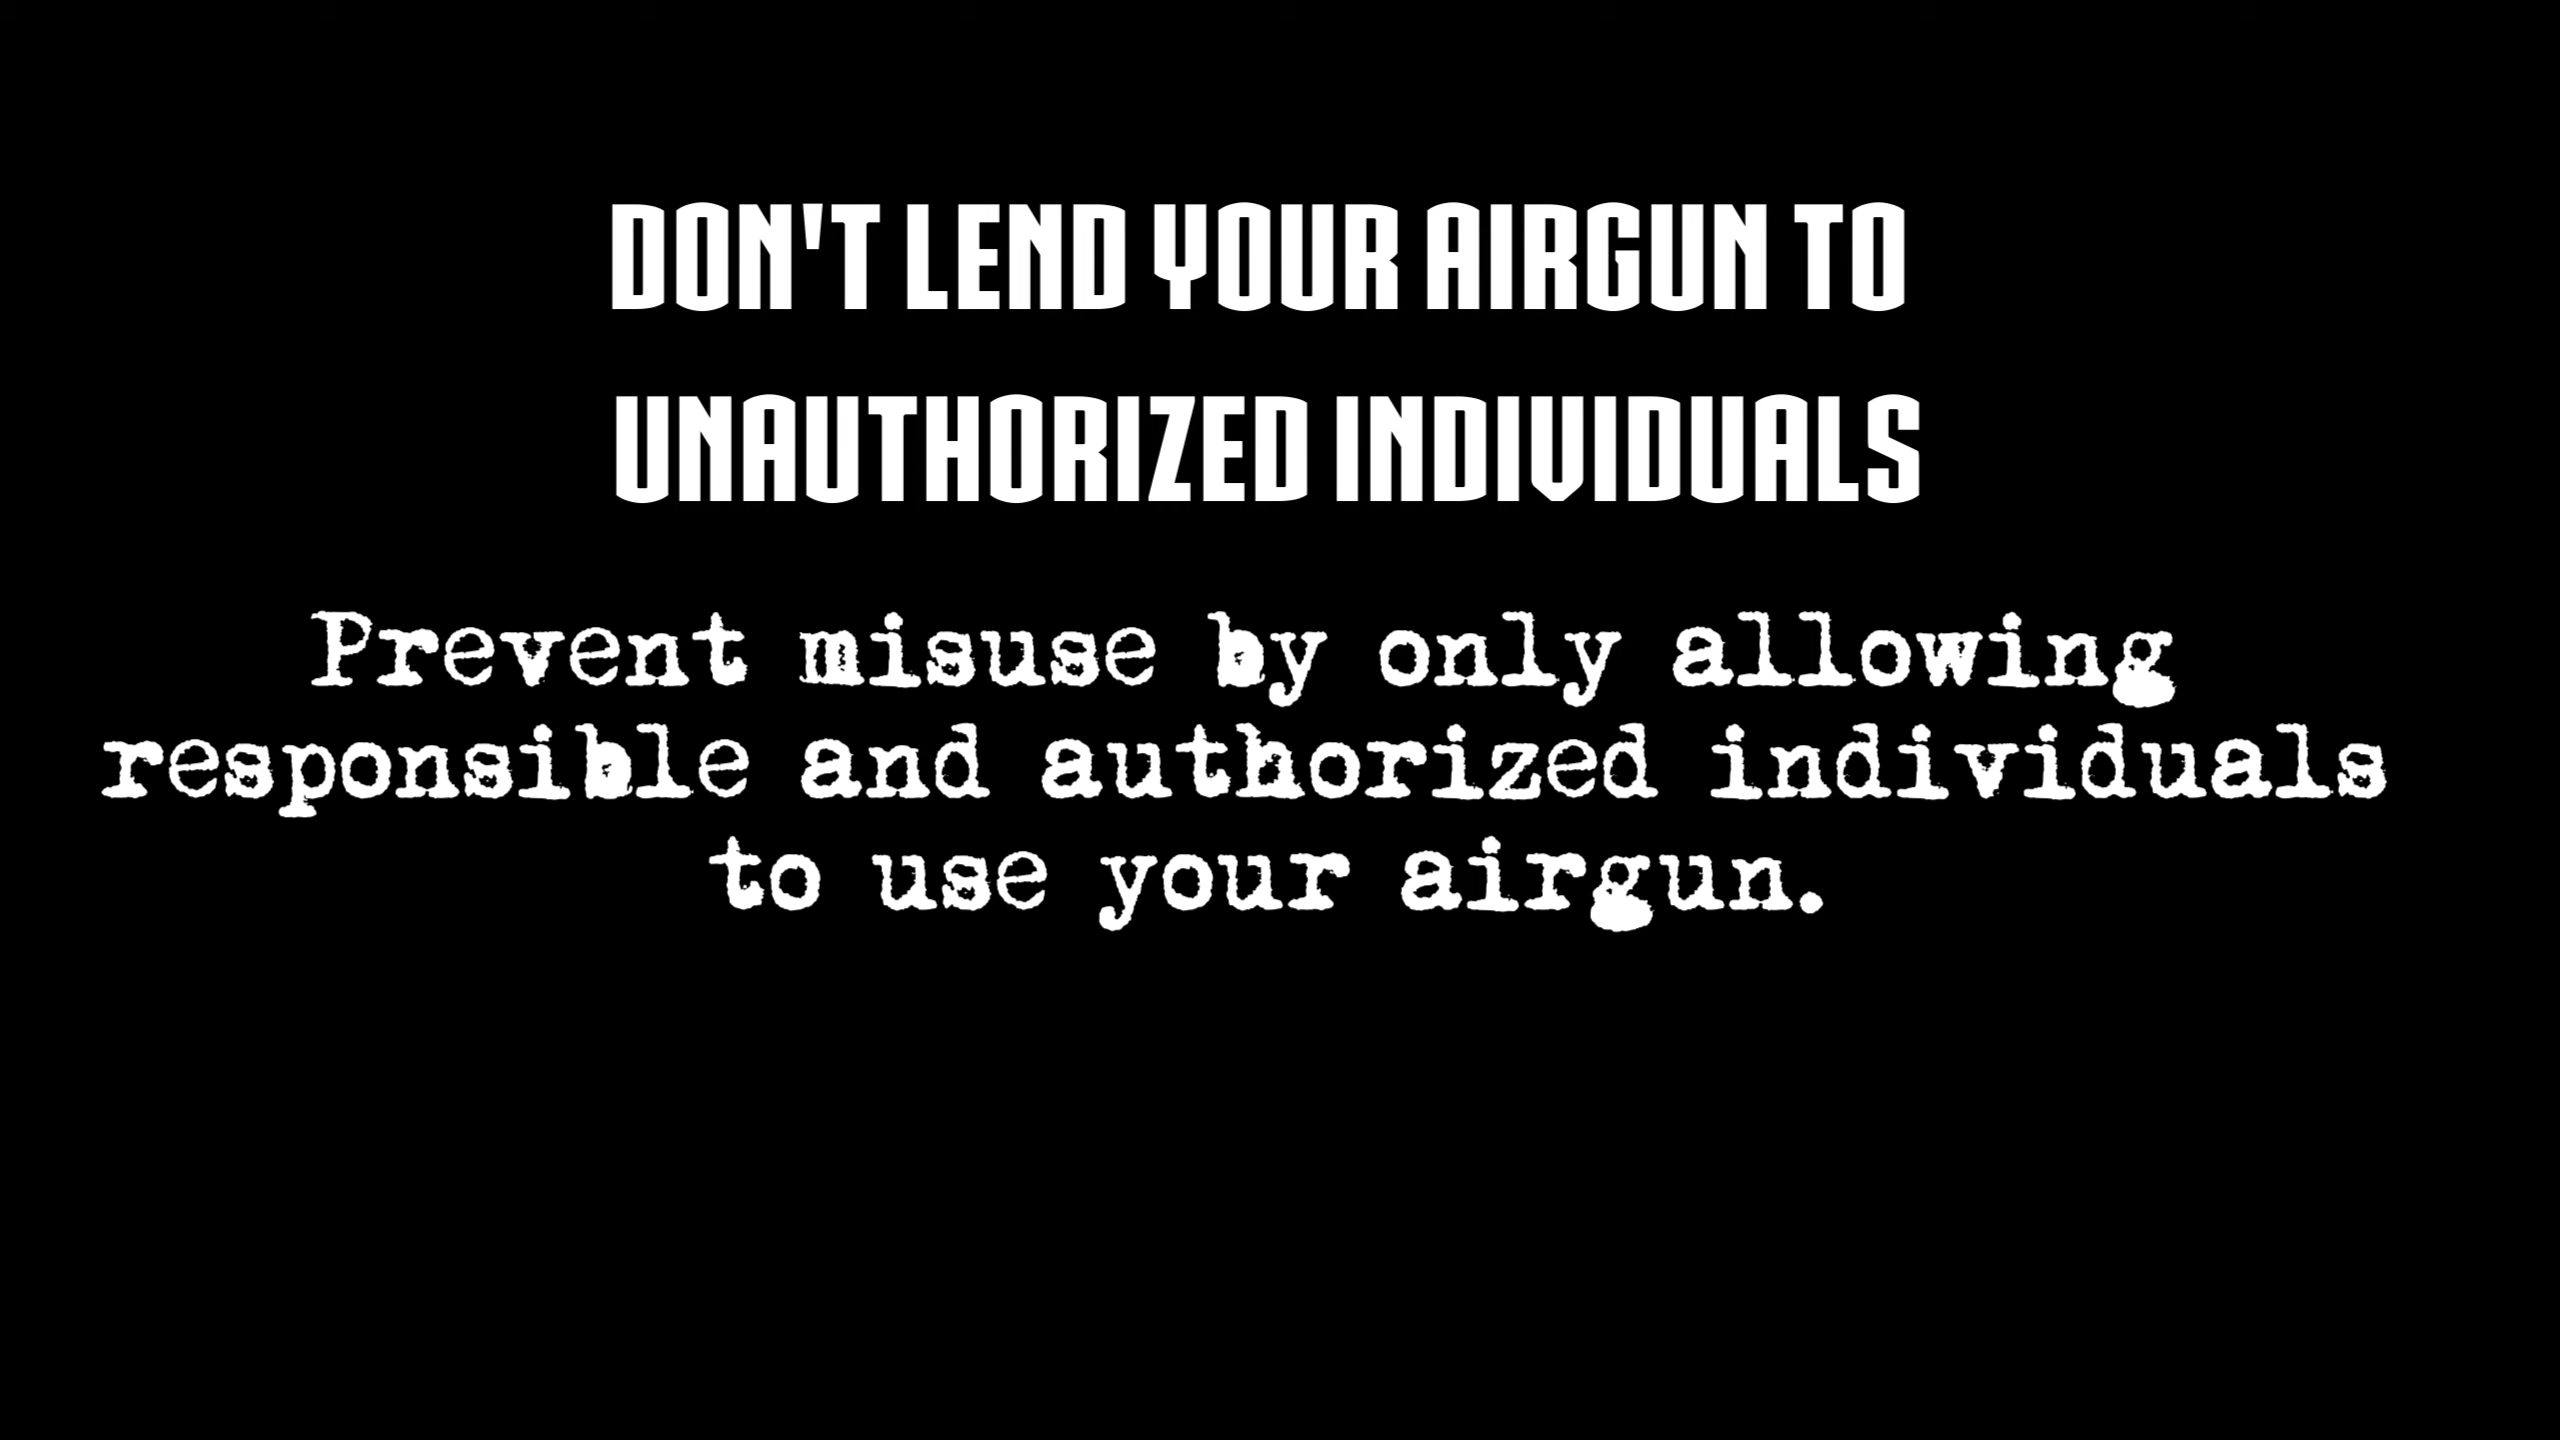 DON'T LEND YOUR AIRGUN TO
UNAUTHORIZED INDIVIDUALS
Prevent misuse by only allowing
responsible and authorized individuals
to use your airgun.